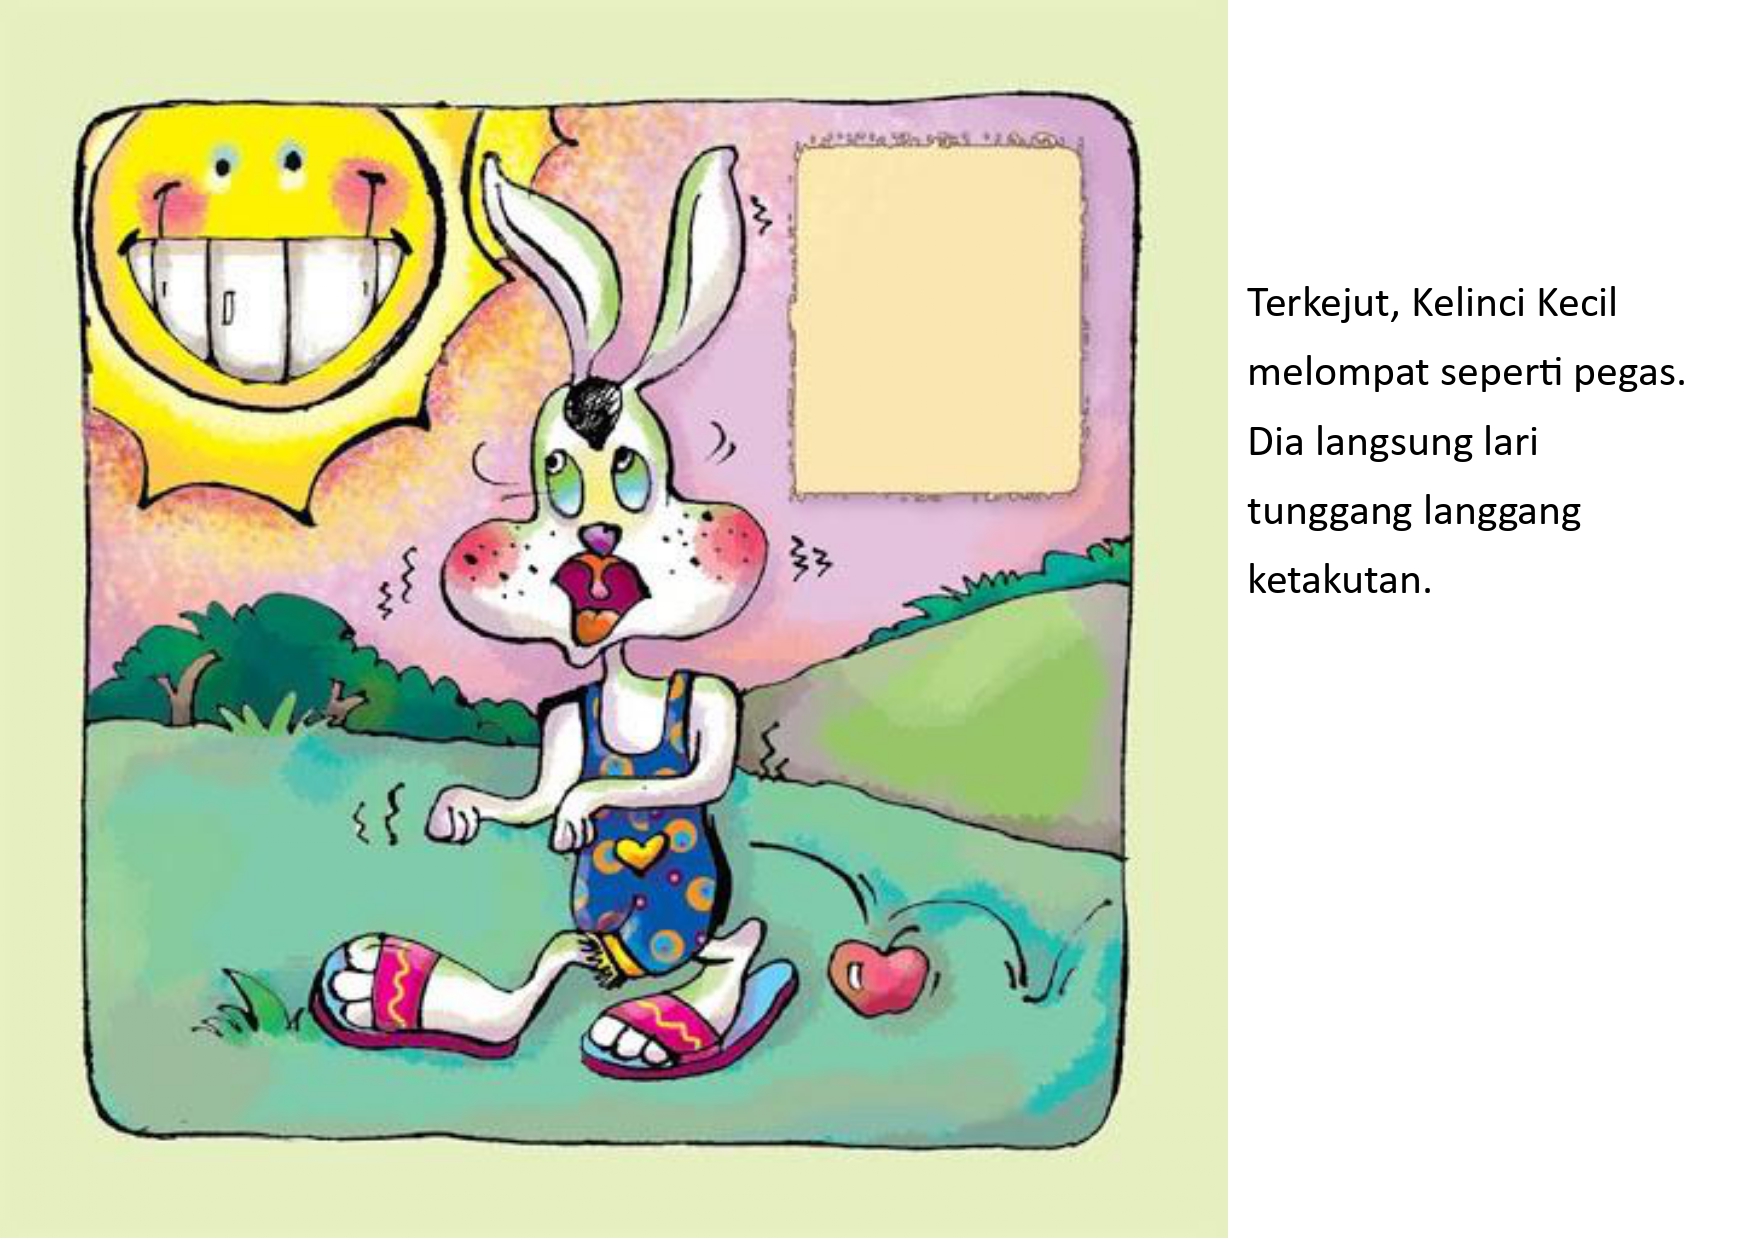 Terkejut, Kelinci Kecil
melompat seperti pegas.
Dia langsung lari
tunggang langgang
ketakutan.